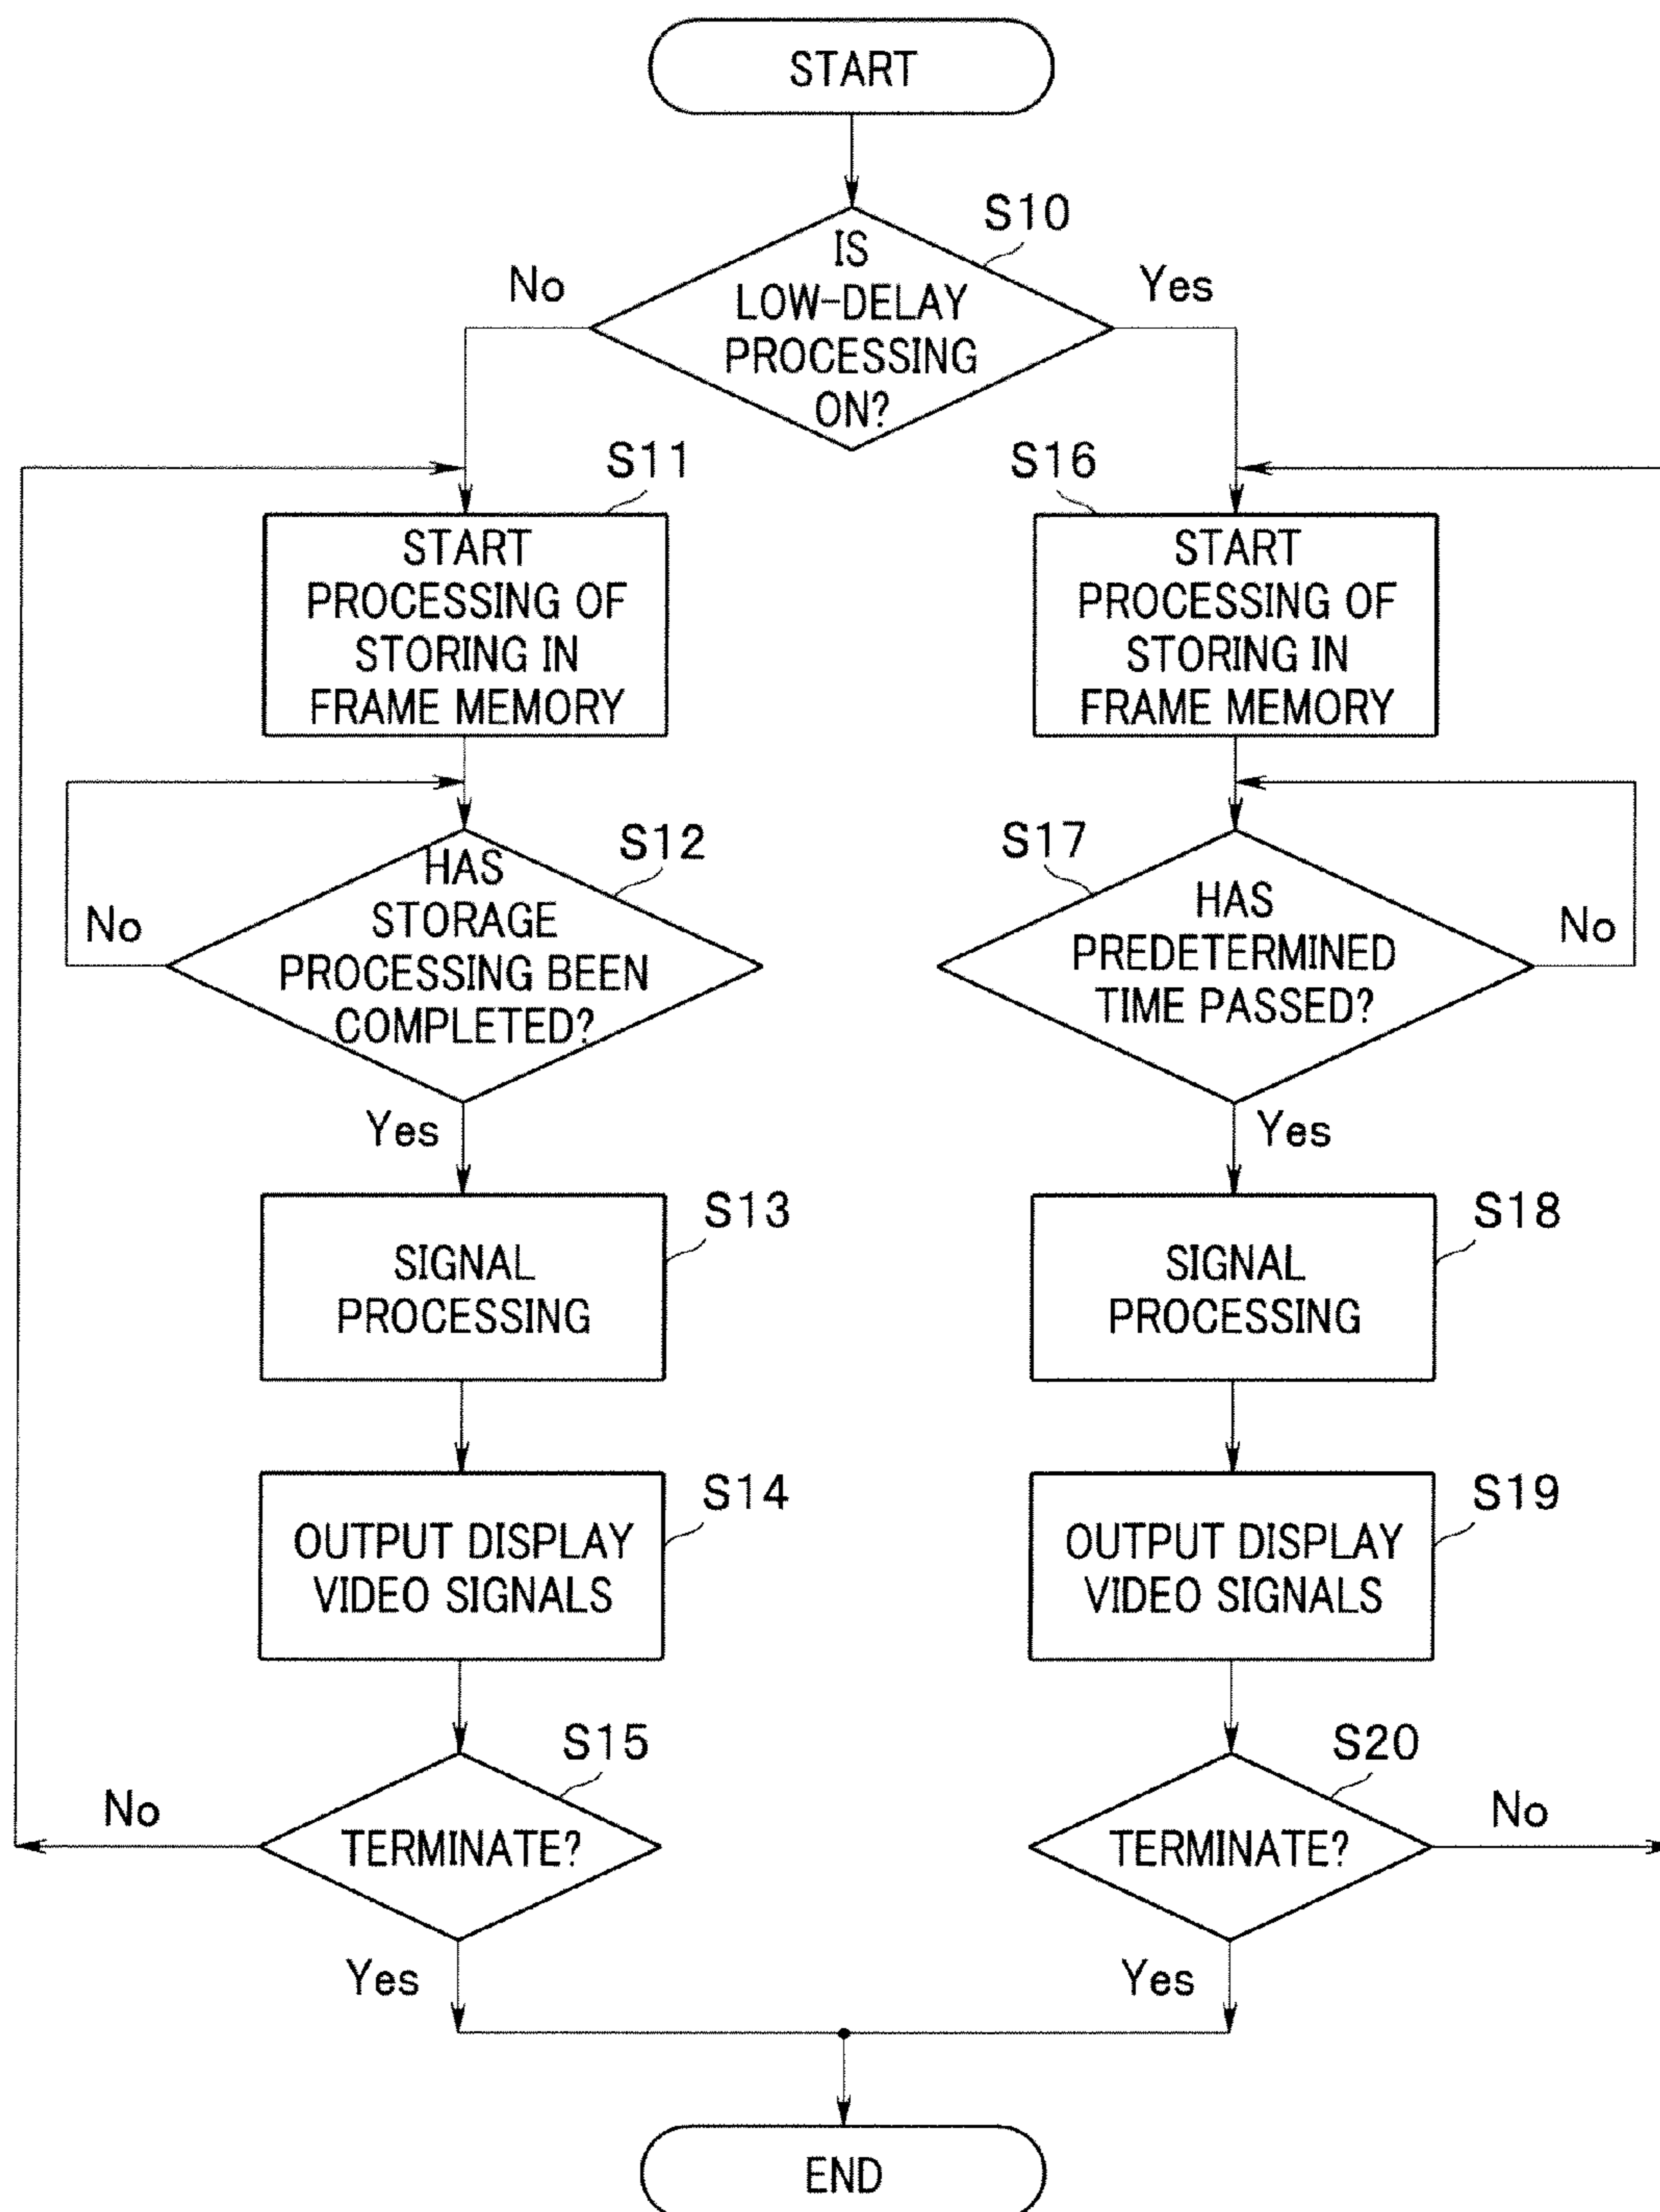 START
S10
IS
LOW-DELAY
PROCESSING
ON?
No
Yes
S11
START
PROCESSING OF
STORING IN
FRAME MEMORY
S16
START
PROCESSING OF
STORING IN
FRAME MEMORY
S12
HAS
STORAGE
PROCESSING BEEN
COMPLETED?
No
Yes
S17
HAS
PREDETERMINED
TIME PASSED?
No
Yes
S13
SIGNAL
PROCESSING
S18
SIGNAL
PROCESSING
S14
OUTPUT DISPLAY
VIDEO SIGNALS
S19
OUTPUT DISPLAY
VIDEO SIGNALS
S15
TERMINATE?
No
Yes
S20
TERMINATE?
No
Yes
END